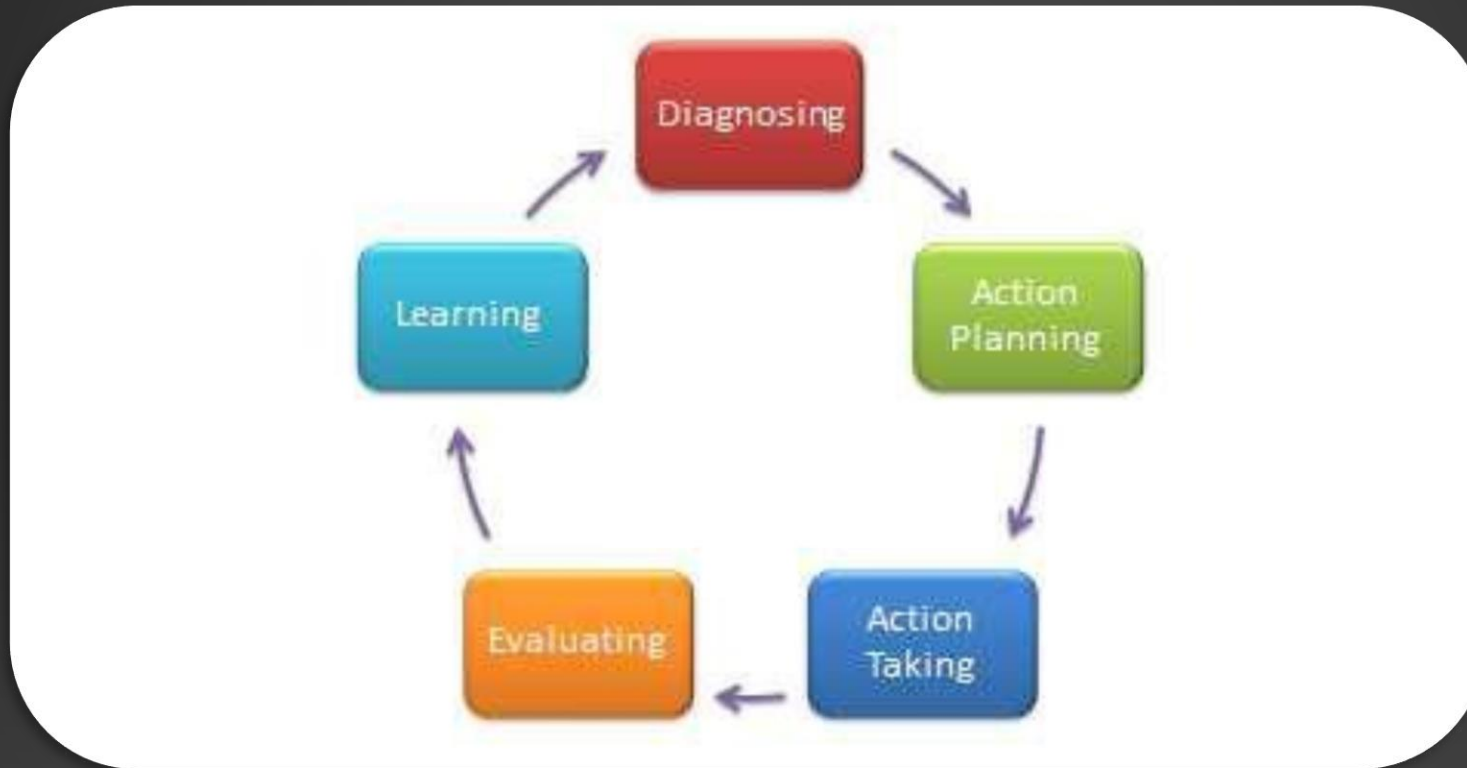 Diagnosing
Action
Planning
Action
Taking
Evaluating
Learning